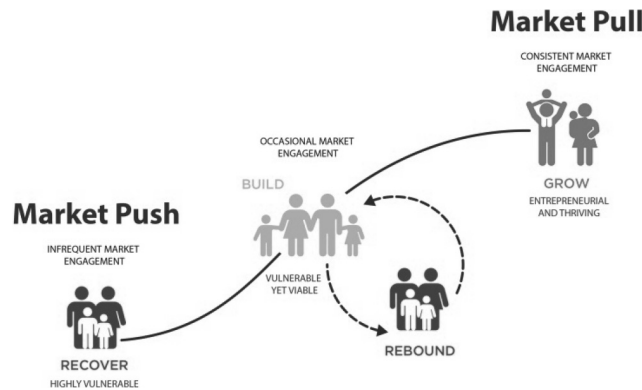 Market Pull
CONSISTENT MARKET
ENGAGEMENT
GROW
ENTREPRENEURIAL
AND THRIVING
OCCASIONAL MARKET
ENGAGEMENT
BUILD
VULNERABLE
YET VIABLE
REBOUND
Market Push
INFREQUENT MARKET
ENGAGEMENT
RECOVER
HIGHLY VULNERABLE